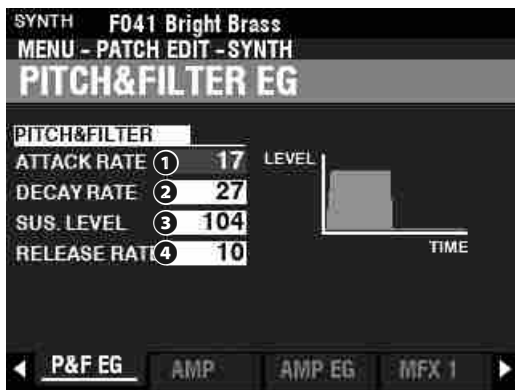 SYNTH F041 Bright Brass
MENU - PATCH EDIT - SYNTH
PITCH&FILTER EG
PITCH&FILTER
ATTACK RATE 1 17
DECAY RATE 2 27
SUS. LEVEL 3 104
RELEASE RATE 4 10
LEVEL
TIME
P&F EG AMP AMP EG MFX 1